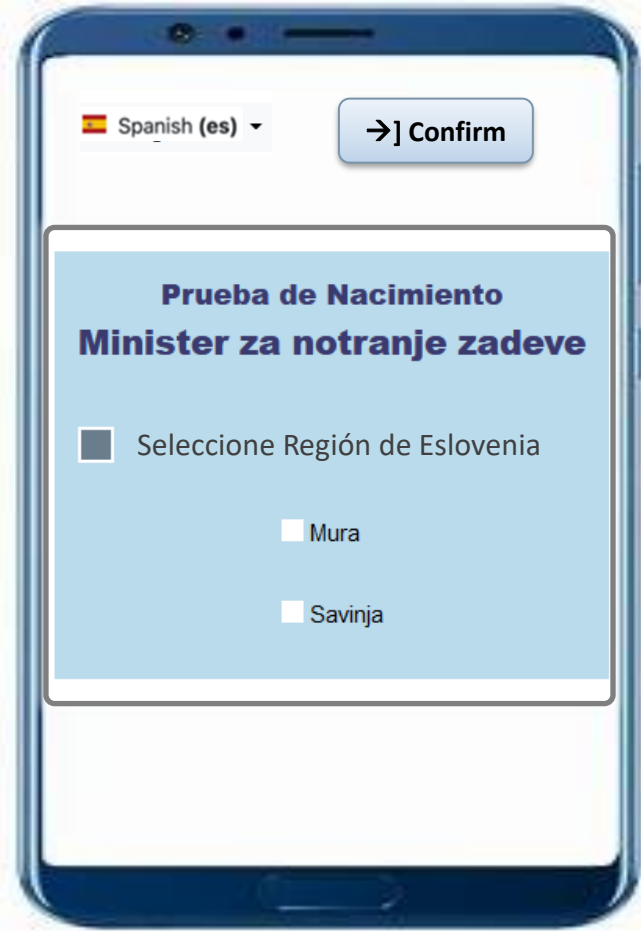 Spanish (es)
→] Confirm
Prueba de Nacimiento
Minister za notranje zadeve
Seleccione Región de Eslovenia
Mura
Savinja